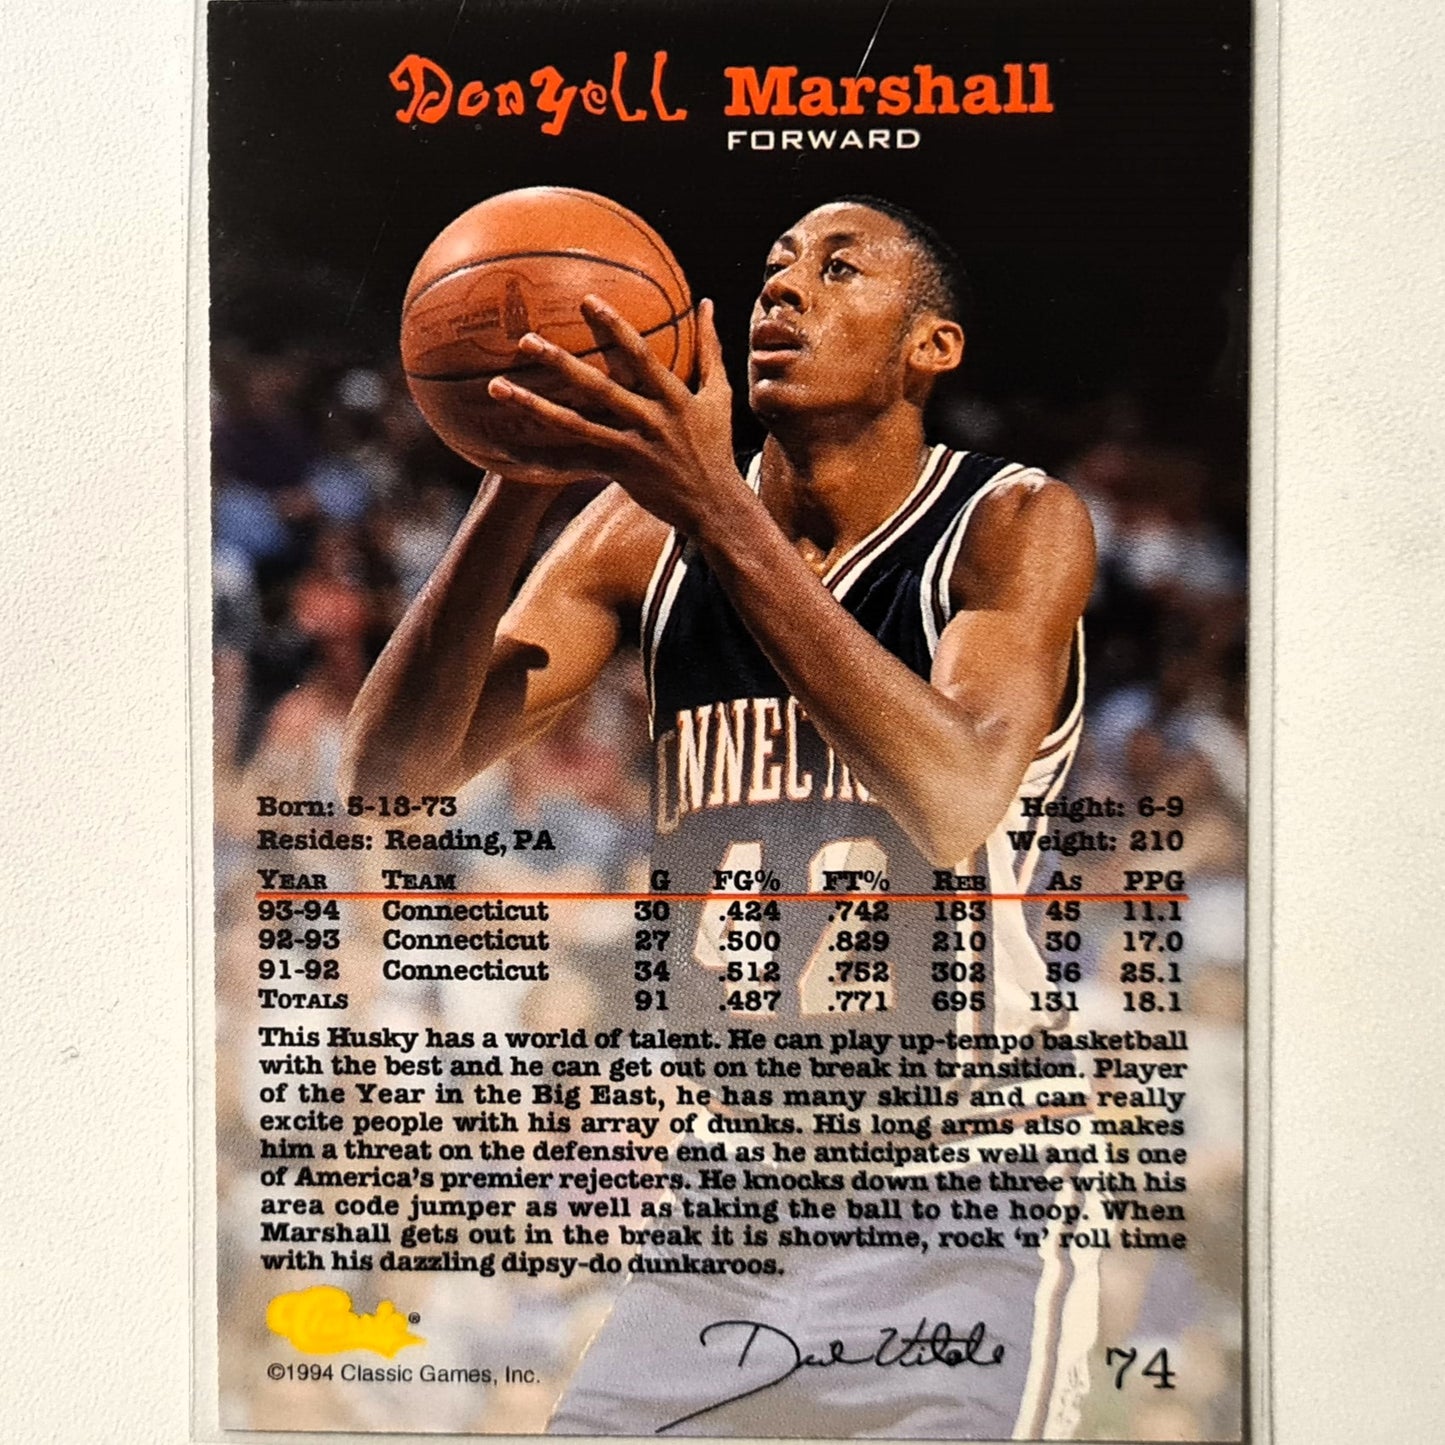 Donyell Marshall
FORWARD
NNECTI
42
Born: 5-18-73 Height: 6-9
Resides: Reading, PA Weight: 210
YEAR TEAM G FG% FT% REB AS PPG
93-94 Connecticut 30 .424 .742 183 45 11.1
92-93 Connecticut 27 .500 .829 210 30 17.0
91-92 Connecticut 34 .512 .752 302 56 25.1
TOTALS 91 .487 .771 695 131 18.1
This Husky has a world of talent. He can play up-tempo basketball
with the best and he can get out on the break in transition. Player
of the Year in the Big East, he has many skills and can really
excite people with his array of dunks. His long arms also makes
him a threat on the defensive end as he anticipates well and is one
of America's premier rejecters. He knocks down the three with his
area code jumper as well as taking the ball to the hoop. When
Marshall gets out in the break it is showtime, rock 'n' roll time
with his dazzling dipsy-do dunkaroos.
Classic ®
©1994 Classic Games, Inc.
Dick Vitale
74